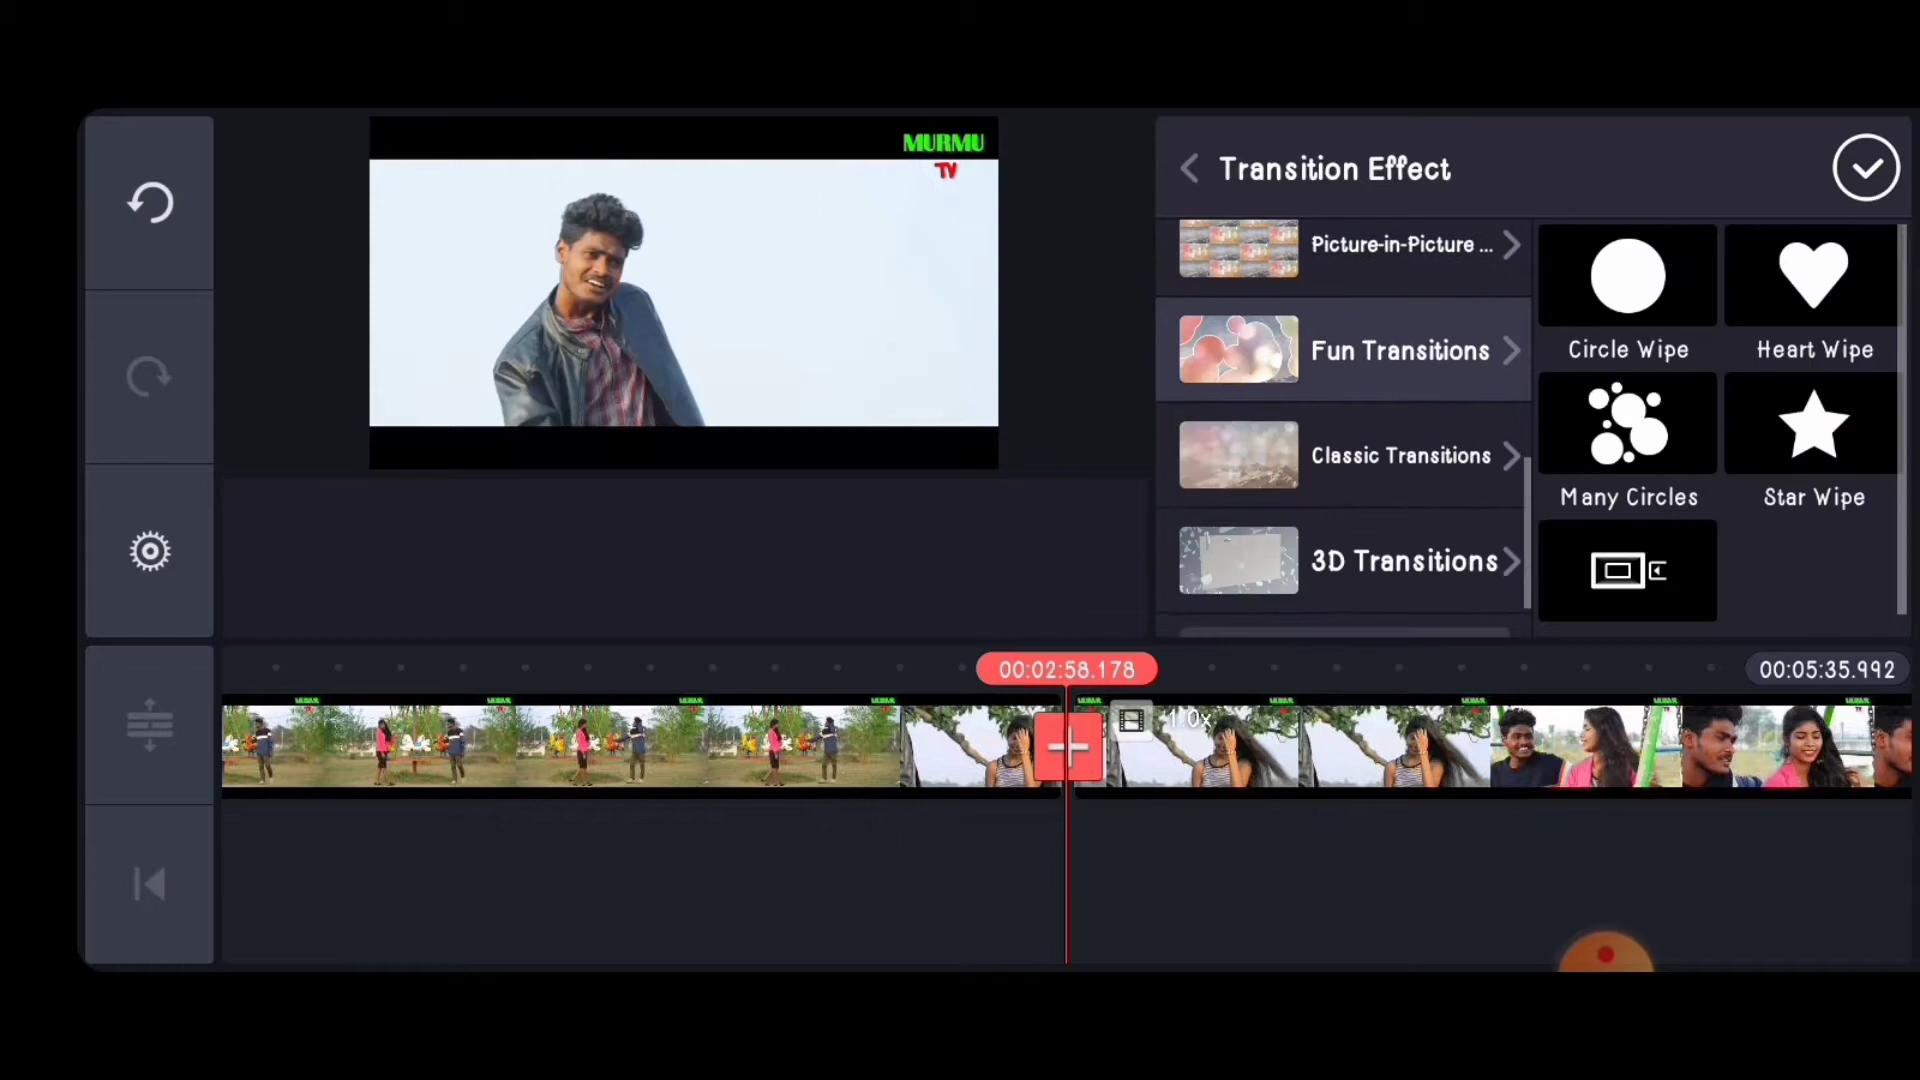 MURMU
TV
Transition Effect
Picture-in-Picture ...
Fun Transitions
Classic Transitions
3D Transitions
Circle Wipe
Heart Wipe
Many Circles
Star Wipe
00:02:58.178
00:05:35.992
1.0x